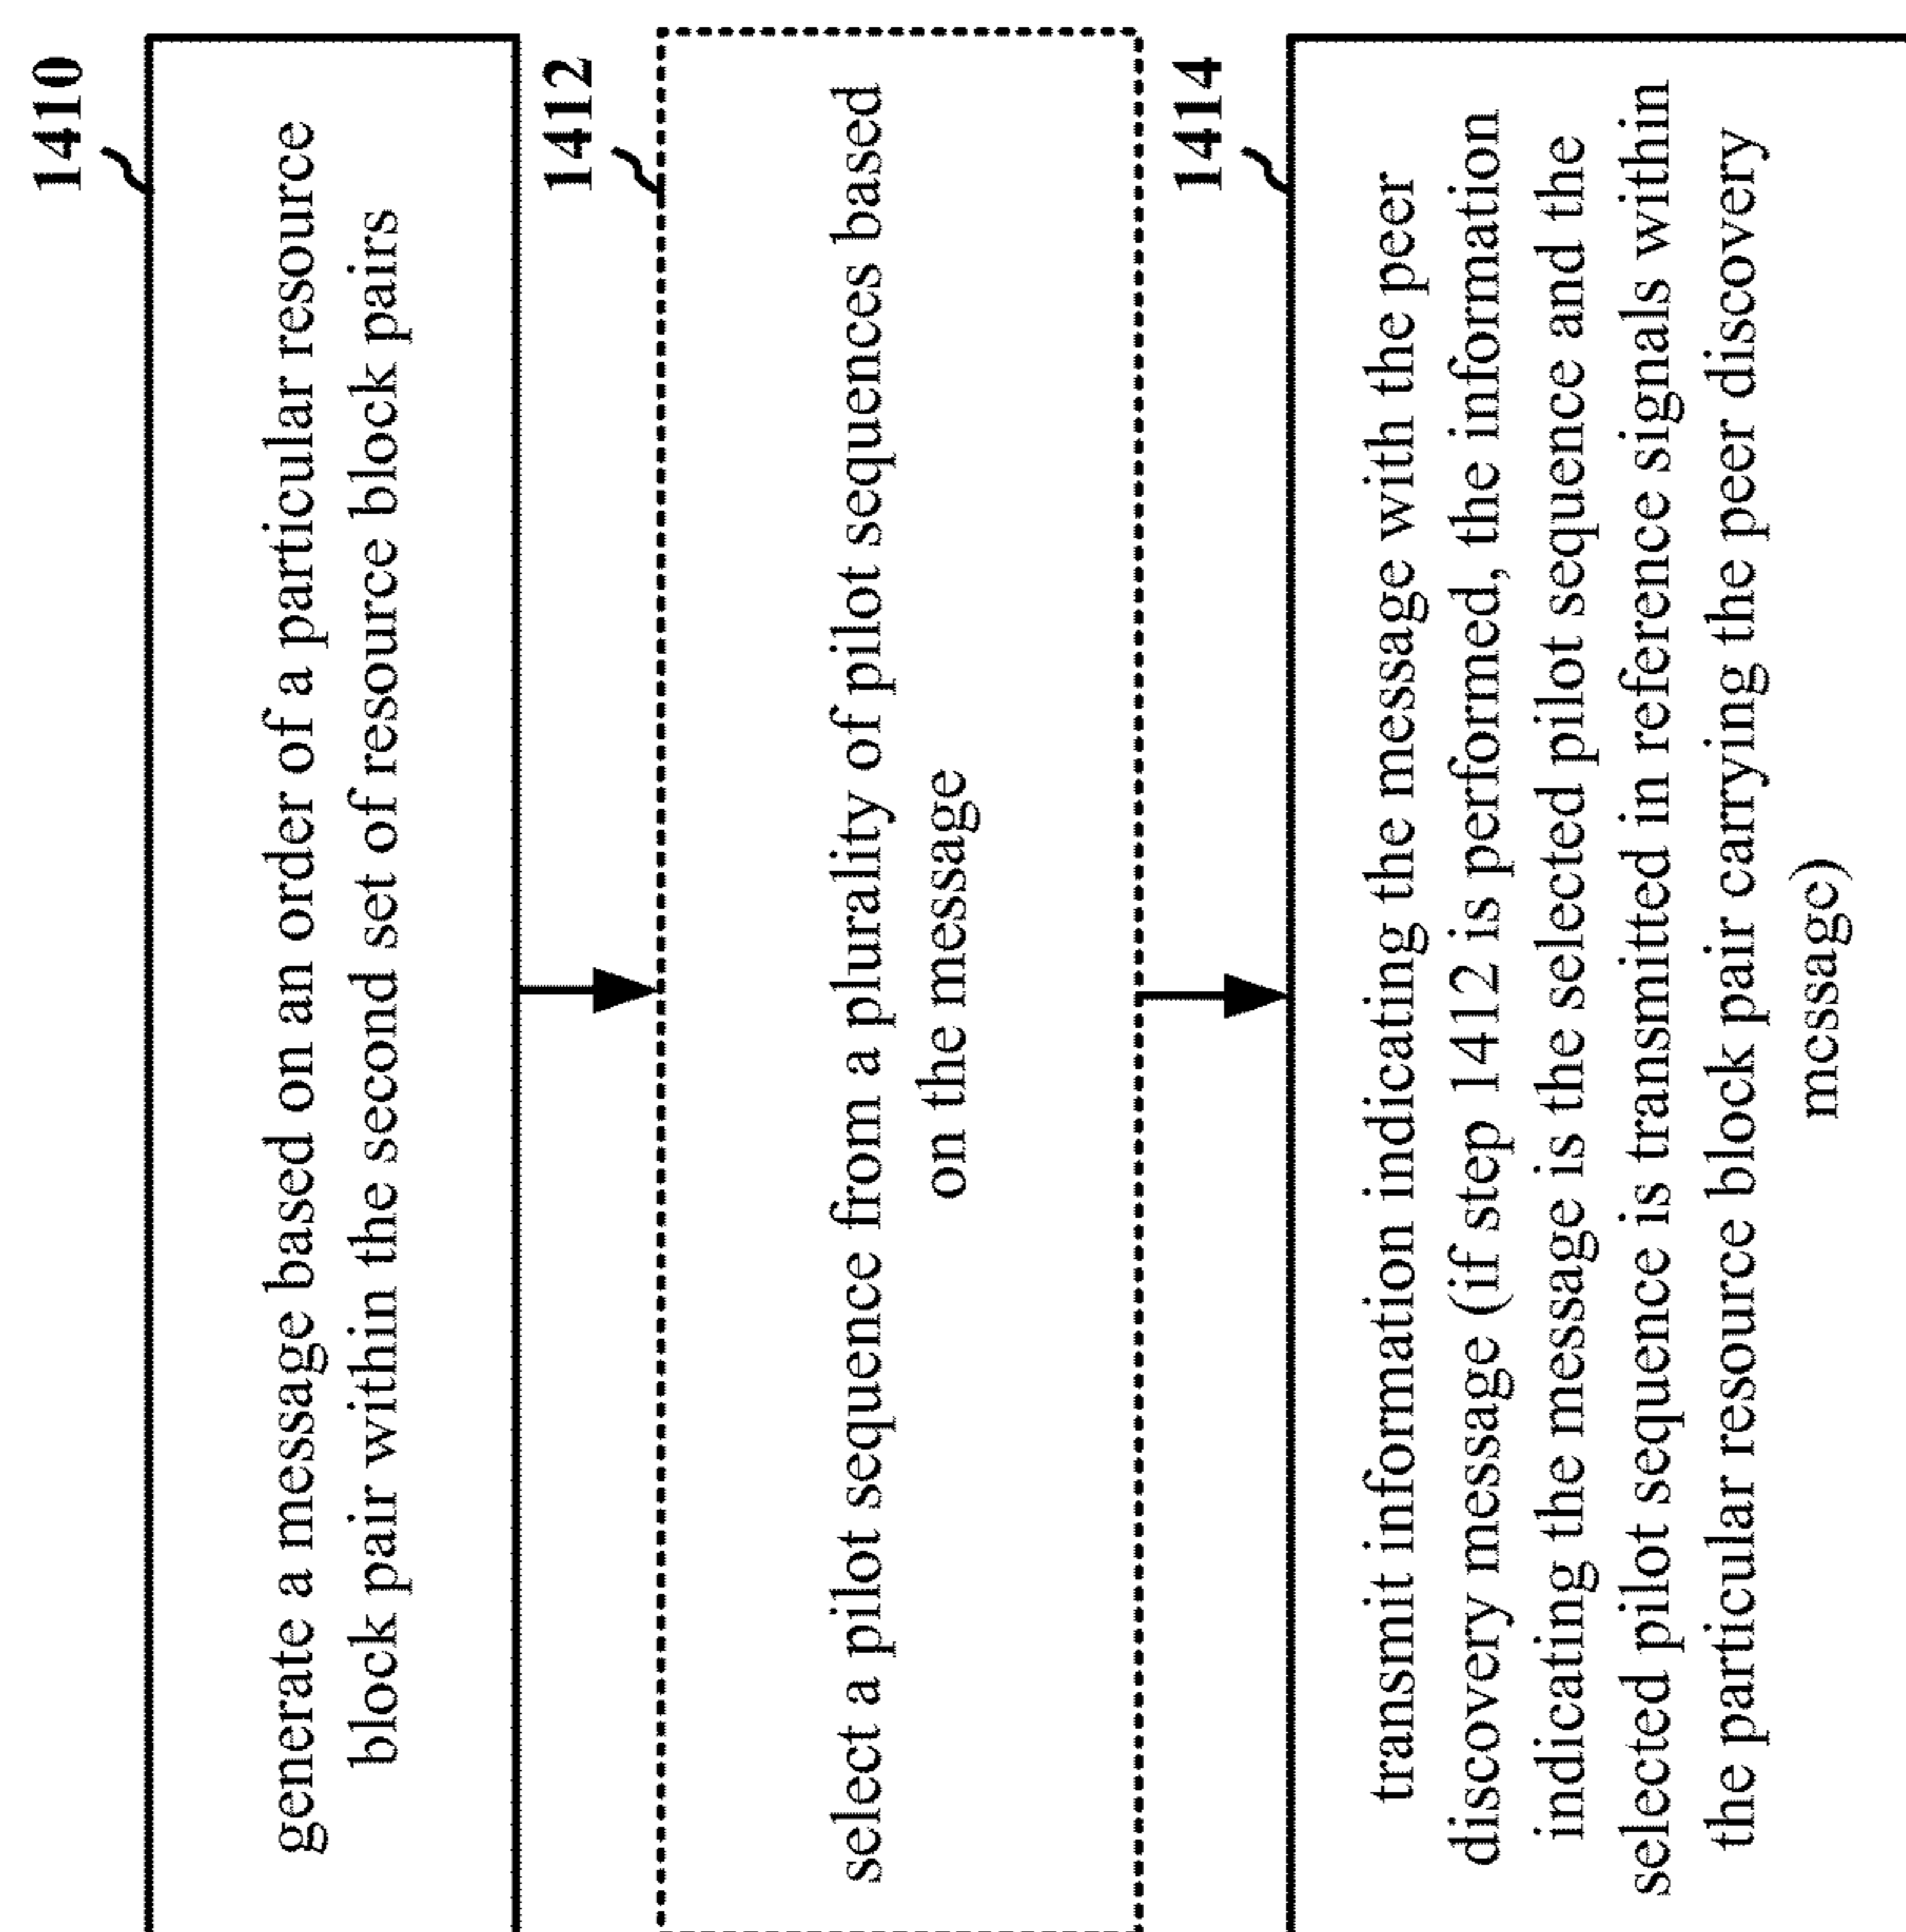 1410
generate a message based on an order of a particular resource
block pair within the second set of resource block pairs
1412
select a pilot sequence from a plurality of pilot sequences based
on the message
1414
transmit information indicating the message with the peer
discovery message (if step 1412 is performed, the information
indicating the message is the selected pilot sequence and the
selected pilot sequence is transmitted in reference signals within
the particular resource block pair carrying the peer discovery
message)